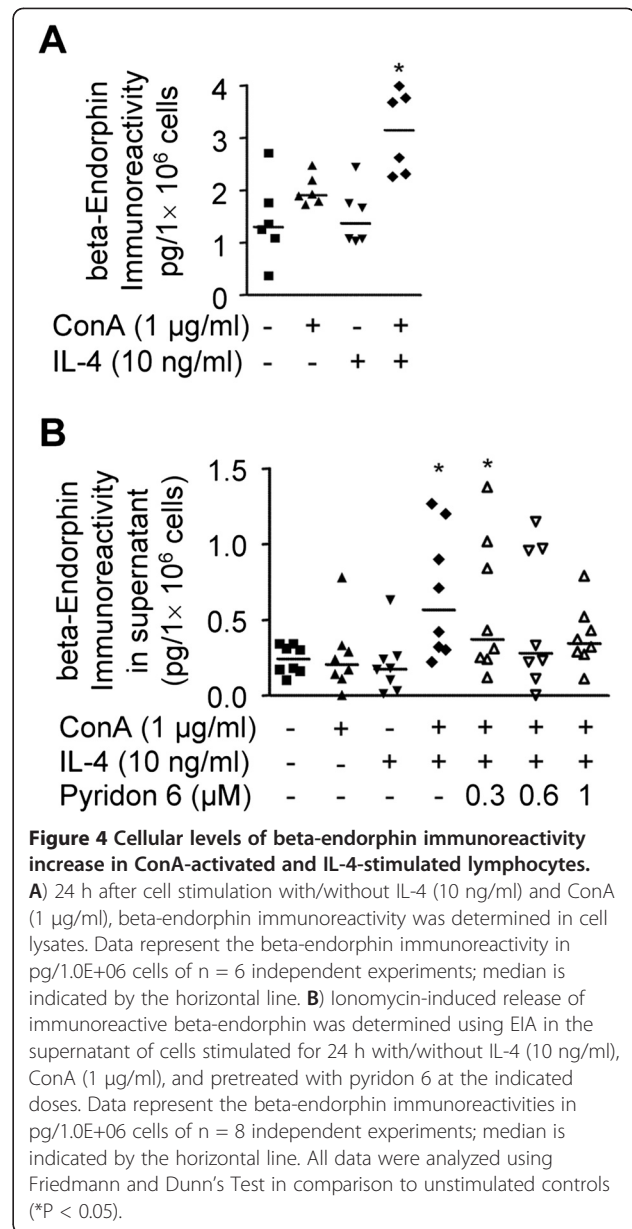 A
beta-Endorphin
Immunoreactivity
pg/1× 10⁶ cells
4
3
2
1
0
*
ConA (1 µg/ml) - + - +
IL-4 (10 ng/ml) - - + +
B
beta-Endorphin
Immunoreactivity
in supernatant
(pg/1× 10⁶ cells)
1.5
1.0
0.5
0.0
* *
ConA (1 µg/ml) - + - + + + +
IL-4 (10 ng/ml) - - + + + + +
Pyridon 6 (µM) - - - - 0.3 0.6 1
Figure 4 Cellular levels of beta-endorphin immunoreactivity
increase in ConA-activated and IL-4-stimulated lymphocytes.
A) 24 h after cell stimulation with/without IL-4 (10 ng/ml) and ConA
(1 µg/ml), beta-endorphin immunoreactivity was determined in cell
lysates. Data represent the beta-endorphin immunoreactivity in
pg/1.0E+06 cells of n = 6 independent experiments; median is
indicated by the horizontal line. B) Ionomycin-induced release of
immunoreactive beta-endorphin was determined using EIA in the
supernatant of cells stimulated for 24 h with/without IL-4 (10 ng/ml),
ConA (1 µg/ml), and pretreated with pyridon 6 at the indicated
doses. Data represent the beta-endorphin immunoreactivities in
pg/1.0E+06 cells of n = 8 independent experiments; median is
indicated by the horizontal line. All data were analyzed using
Friedmann and Dunn's Test in comparison to unstimulated controls
(*P < 0.05).